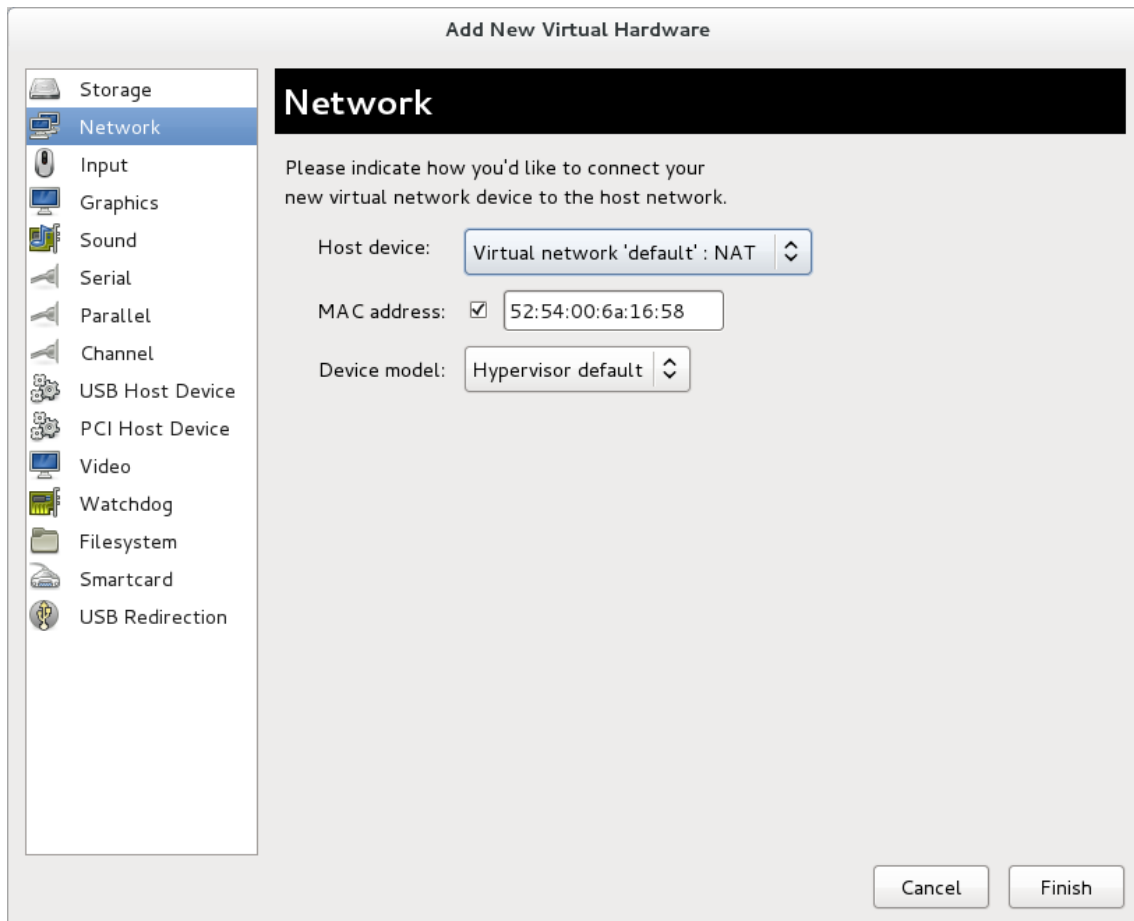 Add New Virtual Hardware
Storage
Network
Input
Graphics
Sound
Serial
Parallel
Channel
USB Host Device
PCI Host Device
Video
Watchdog
Filesystem
Smartcard
USB Redirection
Network
Please indicate how you'd like to connect your
new virtual network device to the host network.
Host device: Virtual network 'default' : NAT
MAC address: 52:54:00:6a:16:58
Device model: Hypervisor default
Cancel Finish